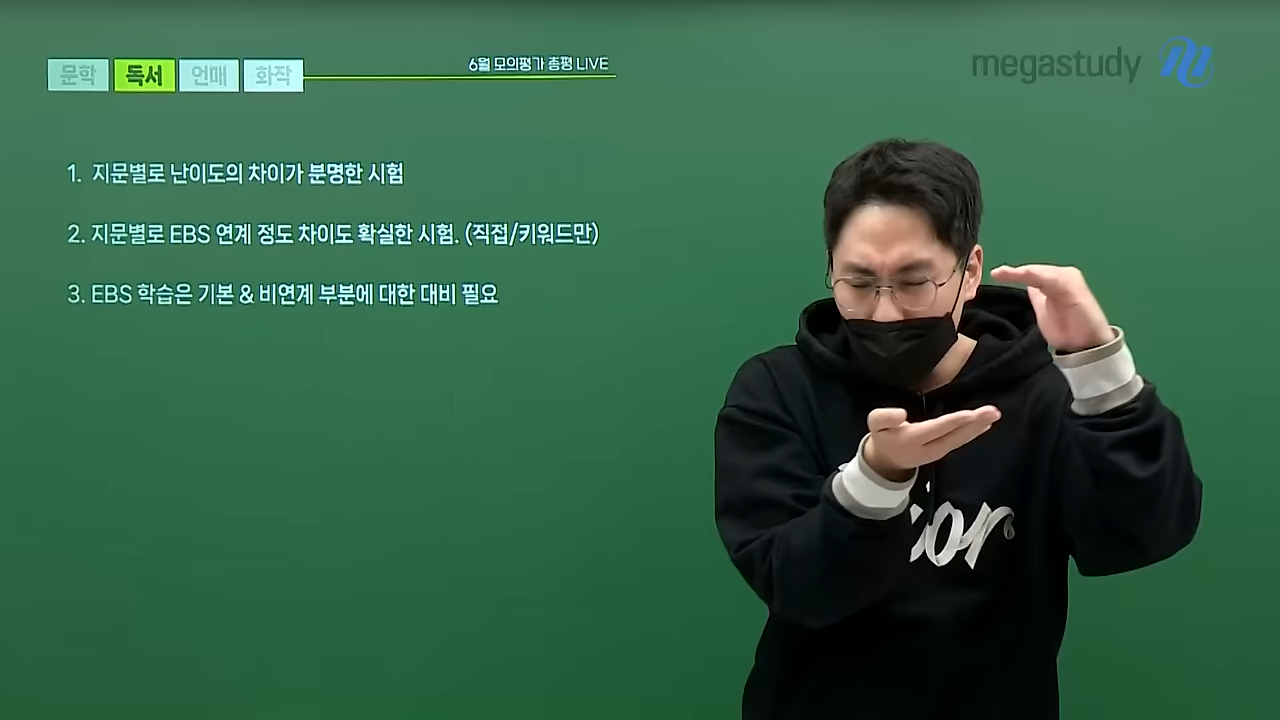 문학 독서 언매 화작
6월 모의평가 총평 LIVE
megastudy
1. 지문별로 난이도의 차이가 분명한 시험
2. 지문별로 EBS 연계 정도 차이도 확실한 시험. (직접/키워드만)
3. EBS 학습은 기본 & 비연계 부분에 대한 대비 필요